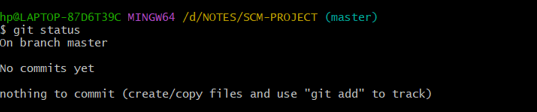 hp@LAPTOP-87D6T39C MINGW64 /d/NOTES/SCM-PROJECT (master)
$ git status
On branch master
No commits yet
nothing to commit (create/copy files and use "git add" to track)